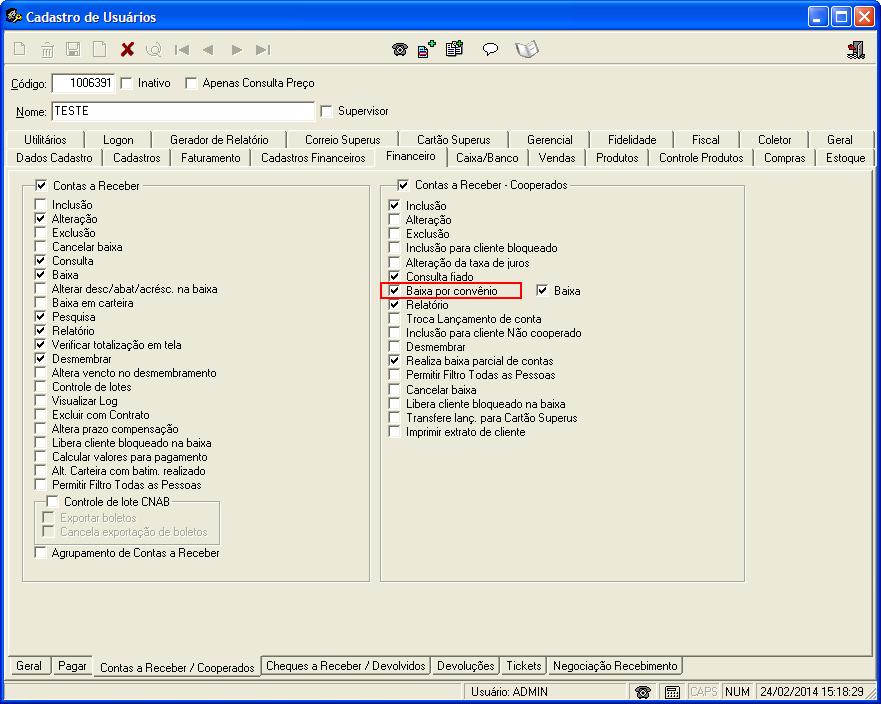 Cadastro de Usuários
Código: 1006391 Inativo Apenas Consulta Preço
Nome: TESTE Supervisor
Utilitários Logon Gerador de Relatório Correio Superus Cartão Superus Gerencial Fidelidade Fiscal Coletor Geral
Dados Cadastro Cadastros Faturamento Cadastros Financeiros Financeiro Caixa/Banco Vendas Produtos Controle Produtos Compras Estoque
Contas a Receber
Inclusão
Alteração
Exclusão
Cancelar baixa
Consulta
Baixa
Alterar desc/abat/acrésc. na baixa
Baixa em carteira
Pesquisa
Relatório
Verificar totalização em tela
Desmembrar
Altera vencto no desmembramento
Controle de lotes
Visualizar Log
Excluir com Contrato
Altera prazo compensação
Libera cliente bloqueado na baixa
Calcular valores para pagamento
Alt. Carteira com batim. realizado
Permitir Filtro Todas as Pessoas
Controle de lote CNAB
Exportar boletos
Cancela exportação de boletos
Agrupamento de Contas a Receber
Contas a Receber - Cooperados
Inclusão
Alteração
Exclusão
Inclusão para cliente bloqueado
Alteração da taxa de juros
Consulta fiado
Baixa por convênio Baixa
Relatório
Troca Lançamento de conta
Inclusão para cliente Não cooperado
Desmembrar
Realiza baixa parcial de contas
Permitir Filtro Todas as Pessoas
Cancelar baixa
Libera cliente bloqueado na baixa
Transfere lanç. para Cartão Superus
Imprimir extrato de cliente
Geral Pagar Contas a Receber / Cooperados Cheques a Receber / Devolvidos Devoluções Tickets Negociação Recebimento
Usuário: ADMIN CAPS NUM 24/02/2014 15:18:29